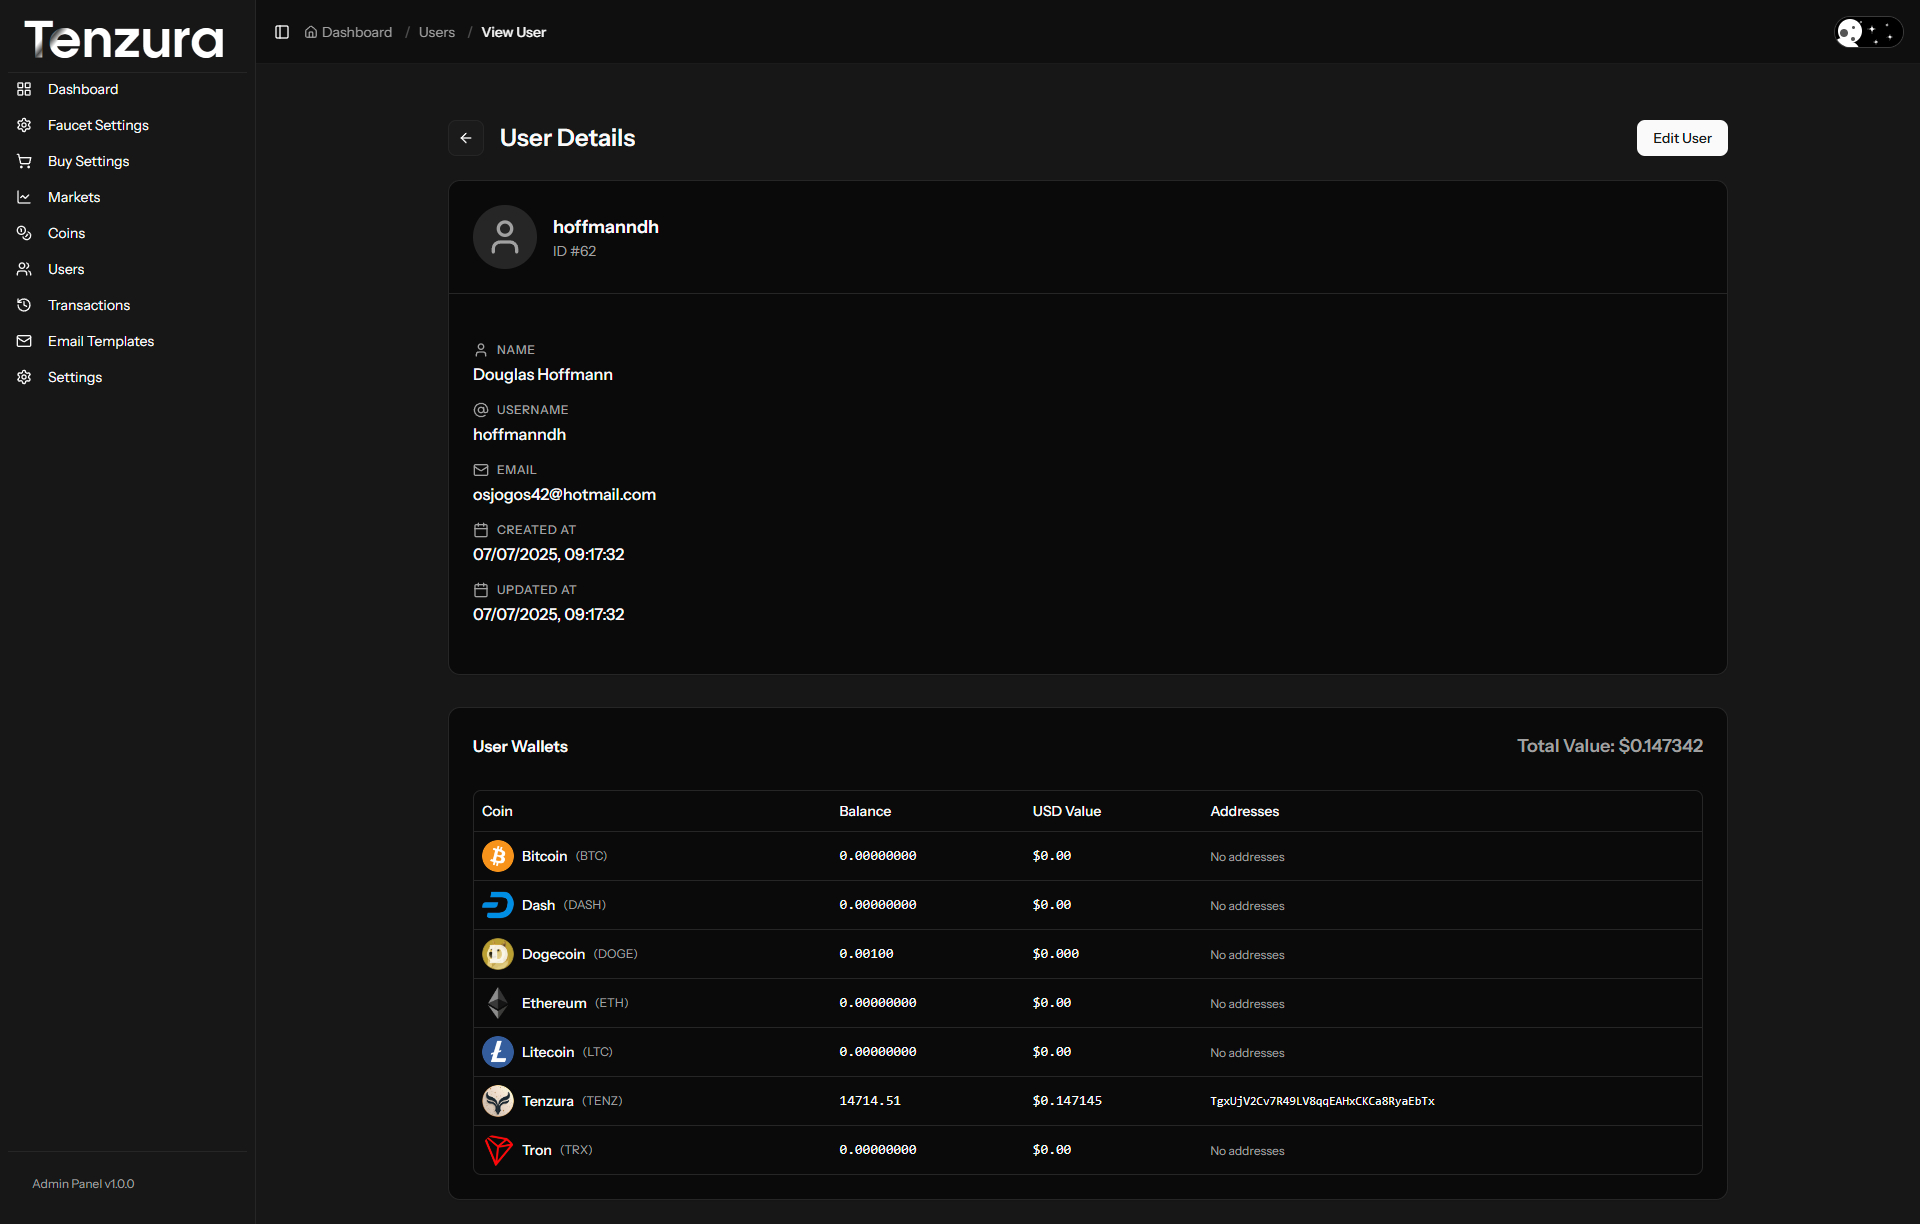 Tenzura
Dashboard
Faucet Settings
Buy Settings
Markets
Coins
Users
Transactions
Email Templates
Settings
Admin Panel v1.0.0
Dashboard / Users / View User
User Details
Edit User
hoffmanndh
ID #62
NAME
Douglas Hoffmann
USERNAME
hoffmanndh
EMAIL
osjogos42@hotmail.com
CREATED AT
07/07/2025, 09:17:32
UPDATED AT
07/07/2025, 09:17:32
User Wallets
Total Value: $0.147342
Coin Balance USD Value Addresses
Bitcoin (BTC) 0.00000000 $0.00 No addresses
Dash (DASH) 0.00000000 $0.00 No addresses
Dogecoin (DOGE) 0.00100 $0.000 No addresses
Ethereum (ETH) 0.00000000 $0.00 No addresses
Litecoin (LTC) 0.00000000 $0.00 No addresses
Tenzura (TENZ) 14714.51 $0.147145 TgxUjV2Cv7R49LV8qqEAHxCKCa8RyaEbTx
Tron (TRX) 0.00000000 $0.00 No addresses